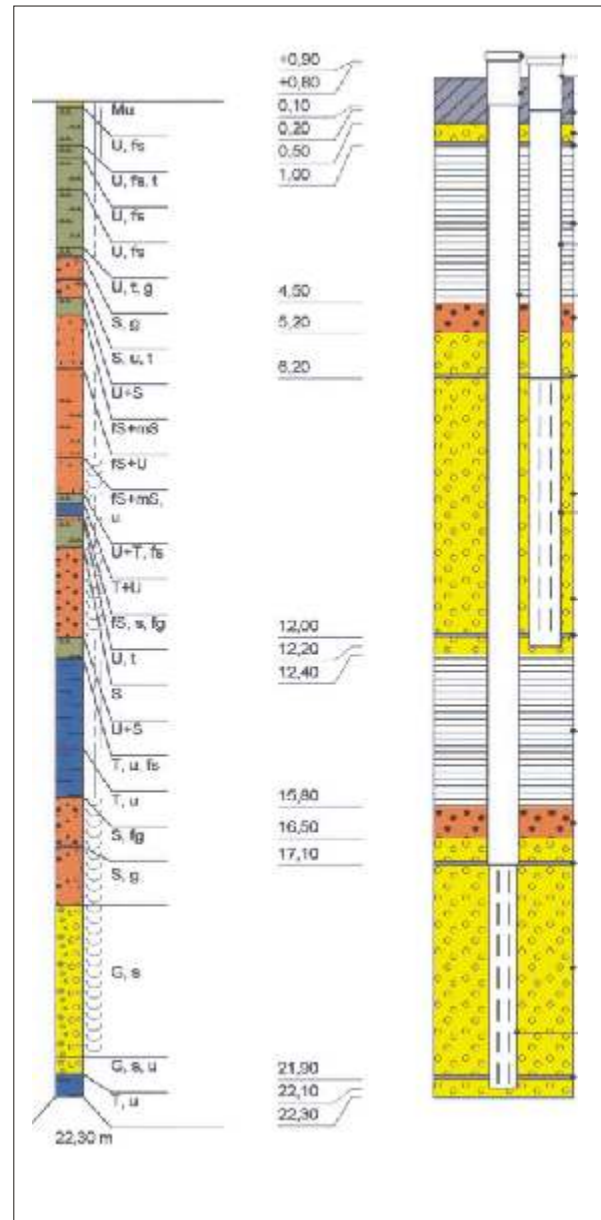 Mu
U, fs
U, fs, t
U, fs
U, fs
U, t, g
S, g
S, u, t
U+S
fS+mS
fS+U
fS+mS,
u
U+T, fs
T+U
fS, s, fg
U, t
S
U+S
T, u, fs
T, u
S, fg
S, g
G, s
G, s, u
T, u
22,30 m
+0,90
+0,80
0,10
0,20
0,50
1,00
4,50
5,20
6,20
12,00
12,20
12,40
15,80
16,50
17,10
21,90
22,10
22,30